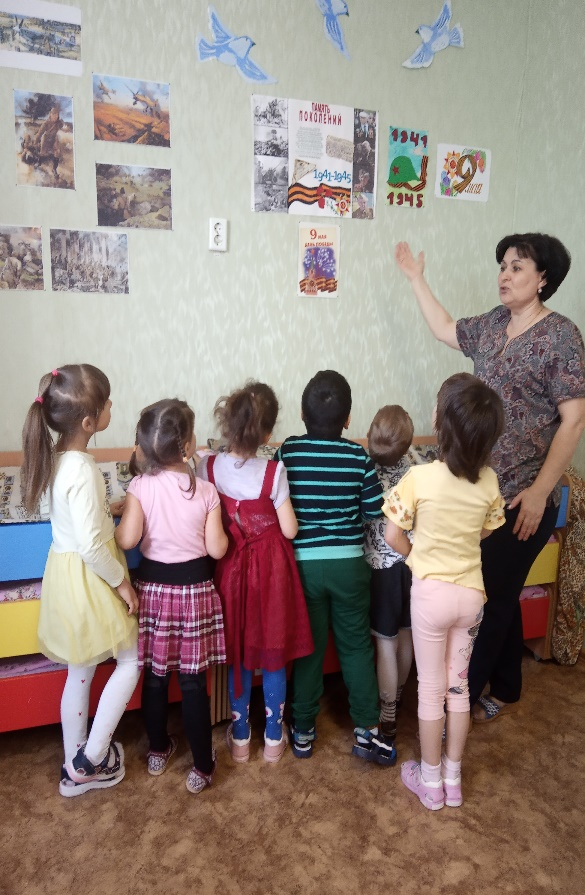 ПАМЯТЬ
ПОКОЛЕНИЙ
1941-1945
1941
1945
9 мая
9 МАЯ
ДЕНЬ ПОБЕДЫ